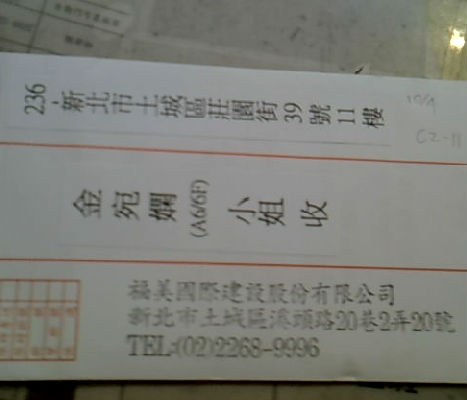 236
新北市土城區莊園街39號11樓
金宛嫻(A6/6F)小姐 收
福美國際建設股份有限公司
新北市土城區滬頭路20巷2弄20號
TEL:(02)2268-9996